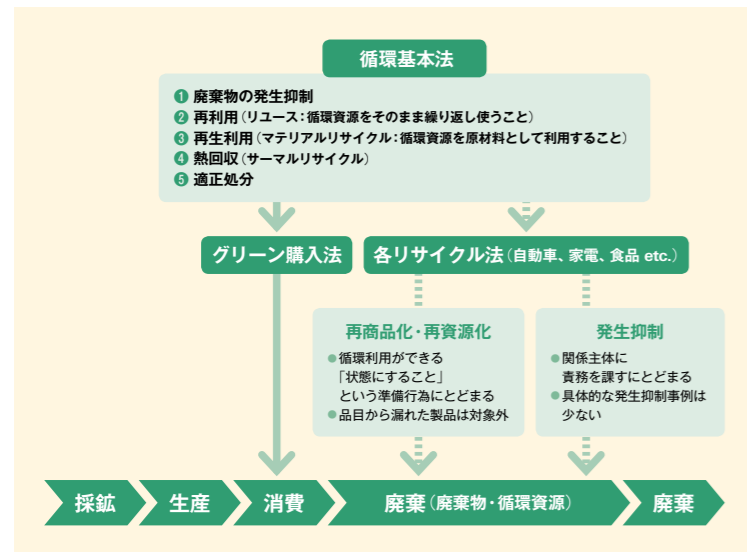 循環基本法
❶ 廃棄物の発生抑制
❷ 再利用(リユース:循環資源をそのまま繰り返し使うこと)
❸ 再生利用(マテリアルリサイクル:循環資源を原材料として利用すること)
❹ 熱回収(サーマルリサイクル)
❺ 適正処分
グリーン購入法
各リサイクル法(自動車、家電、食品 etc.)
再商品化・再資源化
●循環利用ができる
「状態にすること」
という準備行為にとどまる
●品目から漏れた製品は対象外
発生抑制
●関係主体に
責務を課すにとどまる
●具体的な発生抑制事例は
少ない
採鉱
生産
消費
廃棄(廃棄物・循環資源)
廃棄